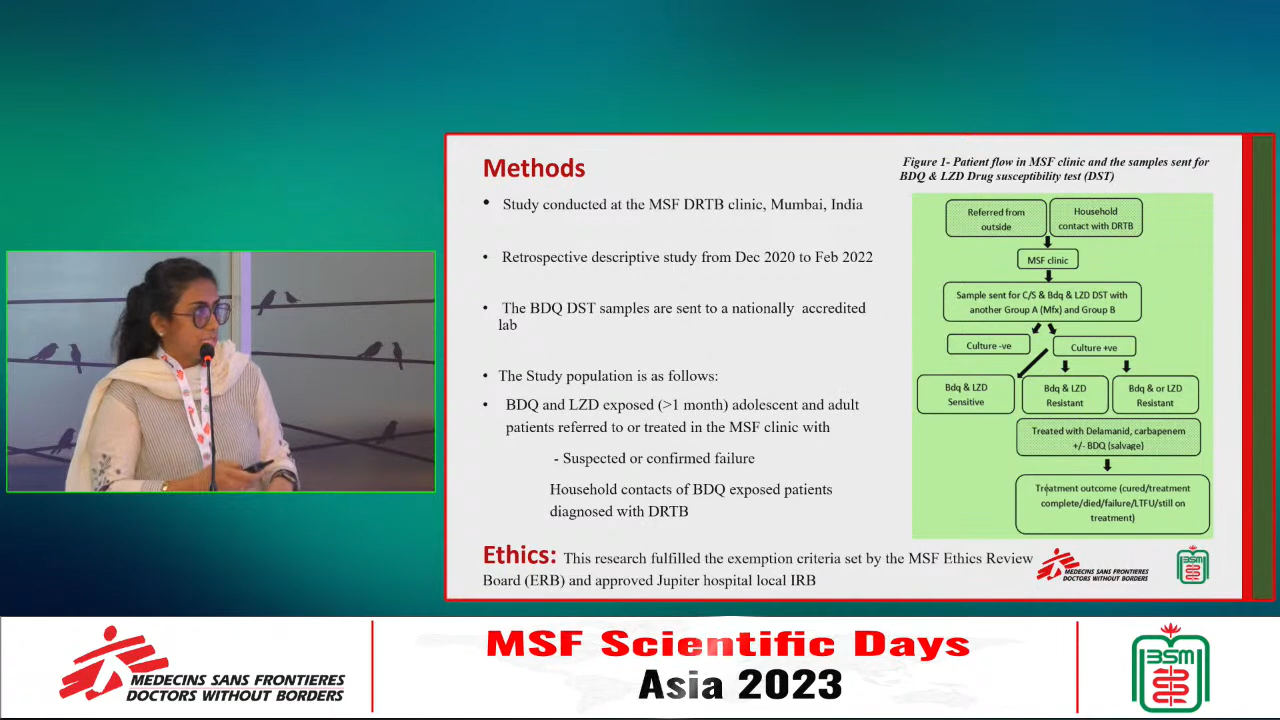 Methods
• Study conducted at the MSF DRTB clinic, Mumbai, India
• Retrospective descriptive study from Dec 2020 to Feb 2022
• The BDQ DST samples are sent to a nationally accredited
lab
• The Study population is as follows:
• BDQ and LZD exposed (>1 month) adolescent and adult
patients referred to or treated in the MSF clinic with
- Suspected or confirmed failure
Household contacts of BDQ exposed patients
diagnosed with DRTB
Ethics: This research fulfilled the exemption criteria set by the MSF Ethics Review
Board (ERB) and approved Jupiter hospital local IRB
Figure 1- Patient flow in MSF clinic and the samples sent for
BDQ & LZD Drug susceptibility test (DST)
Referred from
outside
Household
contact with DRTB
MSF clinic
Sample sent for C/S & Bdq & LZD DST with
another Group A (Mfx) and Group B
Culture -ve
Culture +ve
Bdq & LZD
Sensitive
Bdq & LZD
Resistant
Bdq & or LZD
Resistant
Treated with Delamanid, carbapenem
+/- BDQ (salvage)
Treatment outcome (cured/treatment
complete/died/failure/LTFU/still on
treatment)
MEDECINS SANS FRONTIERES
DOCTORS WITHOUT BORDERS
BSM
MEDECINS SANS FRONTIERES
DOCTORS WITHOUT BORDERS
MSF Scientific Days
Asia 2023
BSM